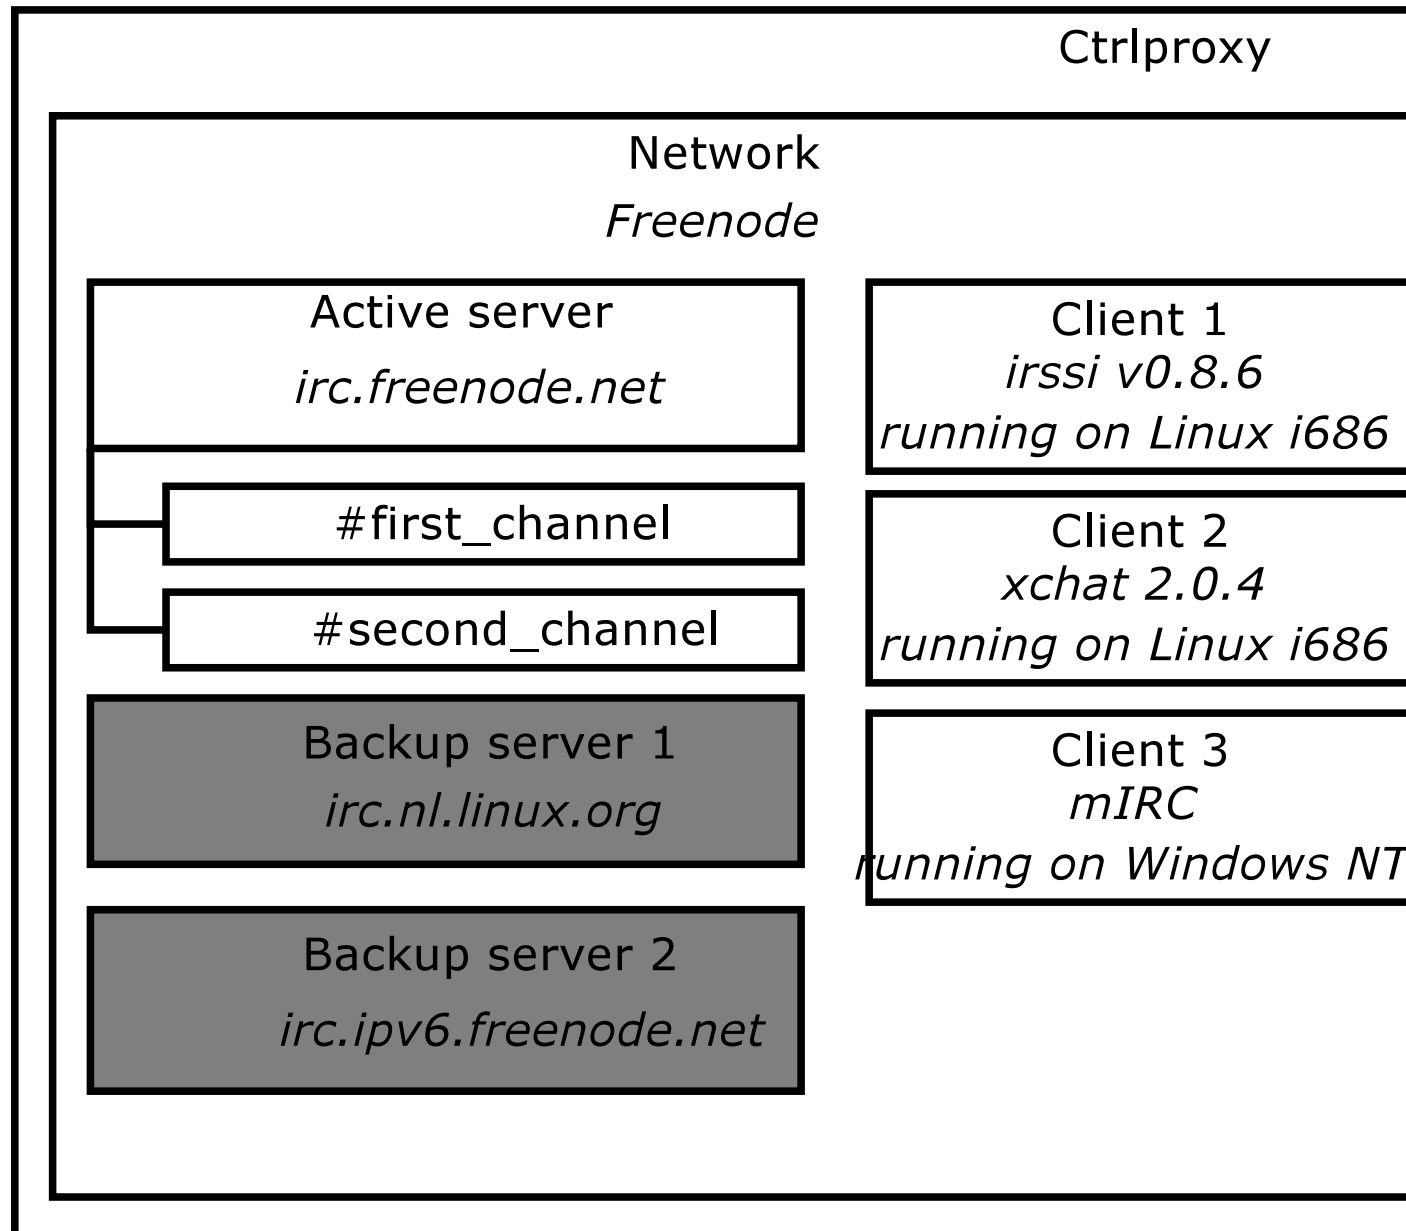 Ctrlproxy
Network
Freenode
Active server
irc.freenode.net
#first_channel
#second_channel
Backup server 1
irc.nl.linux.org
Backup server 2
irc.ipv6.freenode.net
Client 1
irssi v0.8.6
running on Linux i686
Client 2
xchat 2.0.4
running on Linux i686
Client 3
mIRC
running on Windows NT